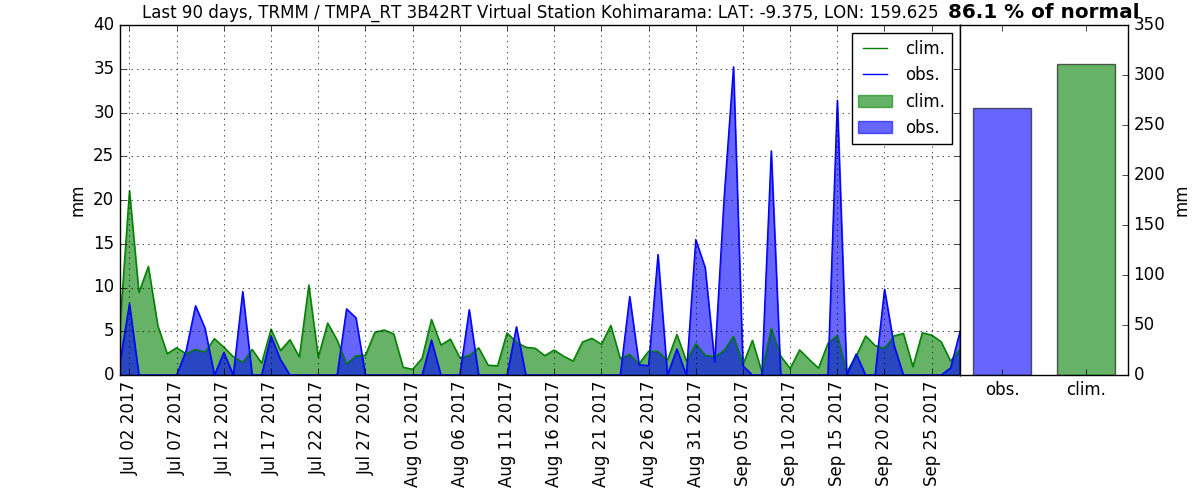 Last 90 days, TRMM / TMPA_RT 3B42RT Virtual Station Kohimarama: LAT: -9.375, LON: 159.625 86.1 % of normal
40
35
30
25
20
15
10
5
0
mm
clim.
obs.
clim.
obs.
350
300
250
200
150
100
50
0
mm
Jul 02 2017
Jul 07 2017
Jul 12 2017
Jul 17 2017
Jul 22 2017
Jul 27 2017
Aug 01 2017
Aug 06 2017
Aug 11 2017
Aug 16 2017
Aug 21 2017
Aug 26 2017
Aug 31 2017
Sep 05 2017
Sep 10 2017
Sep 15 2017
Sep 20 2017
Sep 25 2017
obs.
clim.